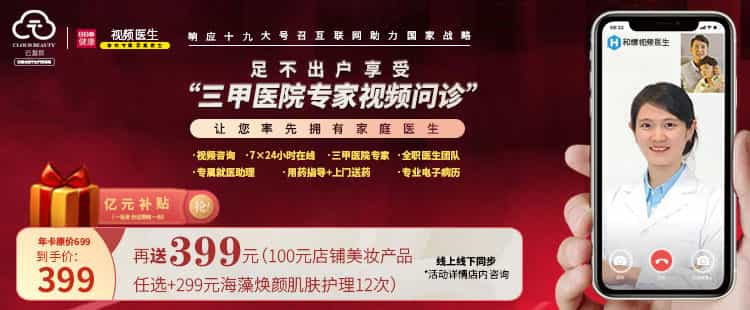 CLOUD BEAUTY
云智妍
健康
视频医生
响应十九大号召互联网助力国家战略
足不出户享受
“三甲医院专家视频问诊”
让您率先拥有家庭医生
·视频咨询 ·7×24小时在线 ·三甲医院专家 ·全职医生团队
·专属就医助理 ·用药指导+上门送药 ·专业电子病历
亿元补贴
抢
年卡原价699
到手价:
399
再送399元(100元店铺美妆产品
任选+299元海藻焕颜肌肤护理12次)
线上线下同步
*活动详情店内咨询
和缓视频医生